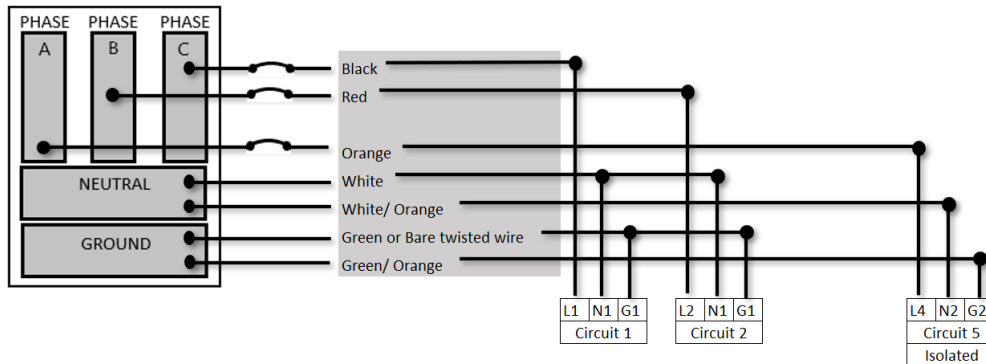 PHASE PHASE PHASE
A B C
Black
Red
Orange
NEUTRAL
White
White/ Orange
GROUND
Green or Bare twisted wire
Green/ Orange
L1 N1 G1
Circuit 1
L2 N1 G1
Circuit 2
L4 N2 G2
Circuit 5
Isolated